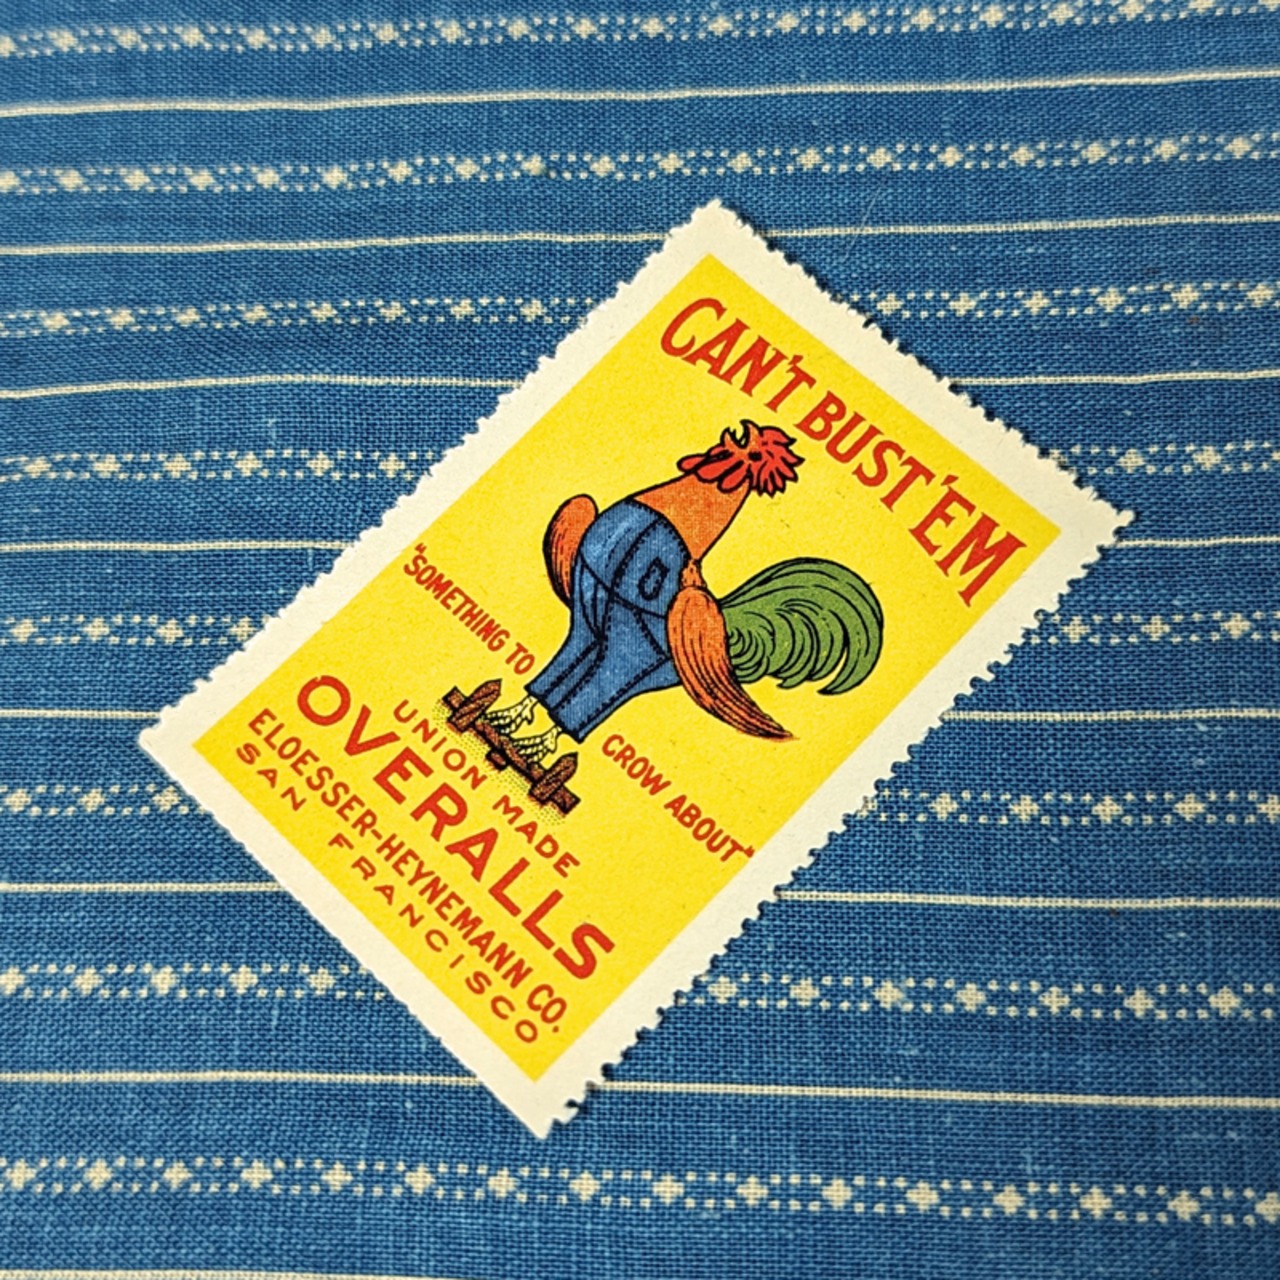 CAN'T BUST 'EM
"SOMETHING TO
CROW ABOUT"
UNION MADE
OVERALLS
ELOESSER-HEYNEMANN CO.
SAN FRANCISCO